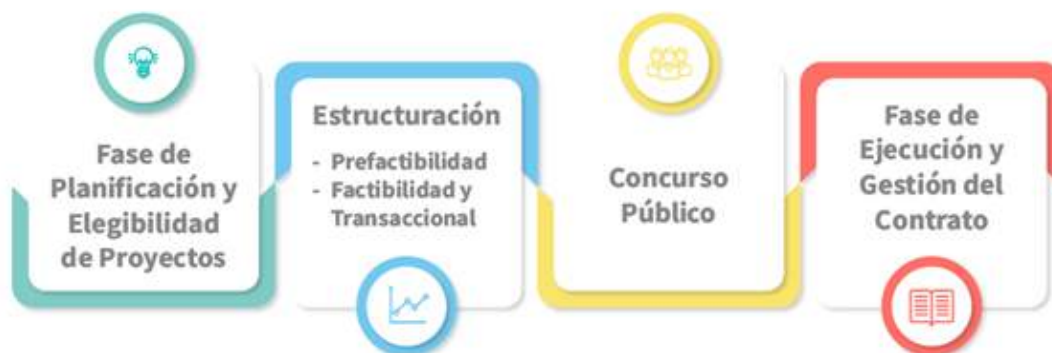 Fase de
Planificación y
Elegibilidad
de Proyectos
Estructuración
- Prefactibilidad
- Factibilidad y
Transaccional
Concurso
Público
Fase de
Ejecución y
Gestión del
Contrato